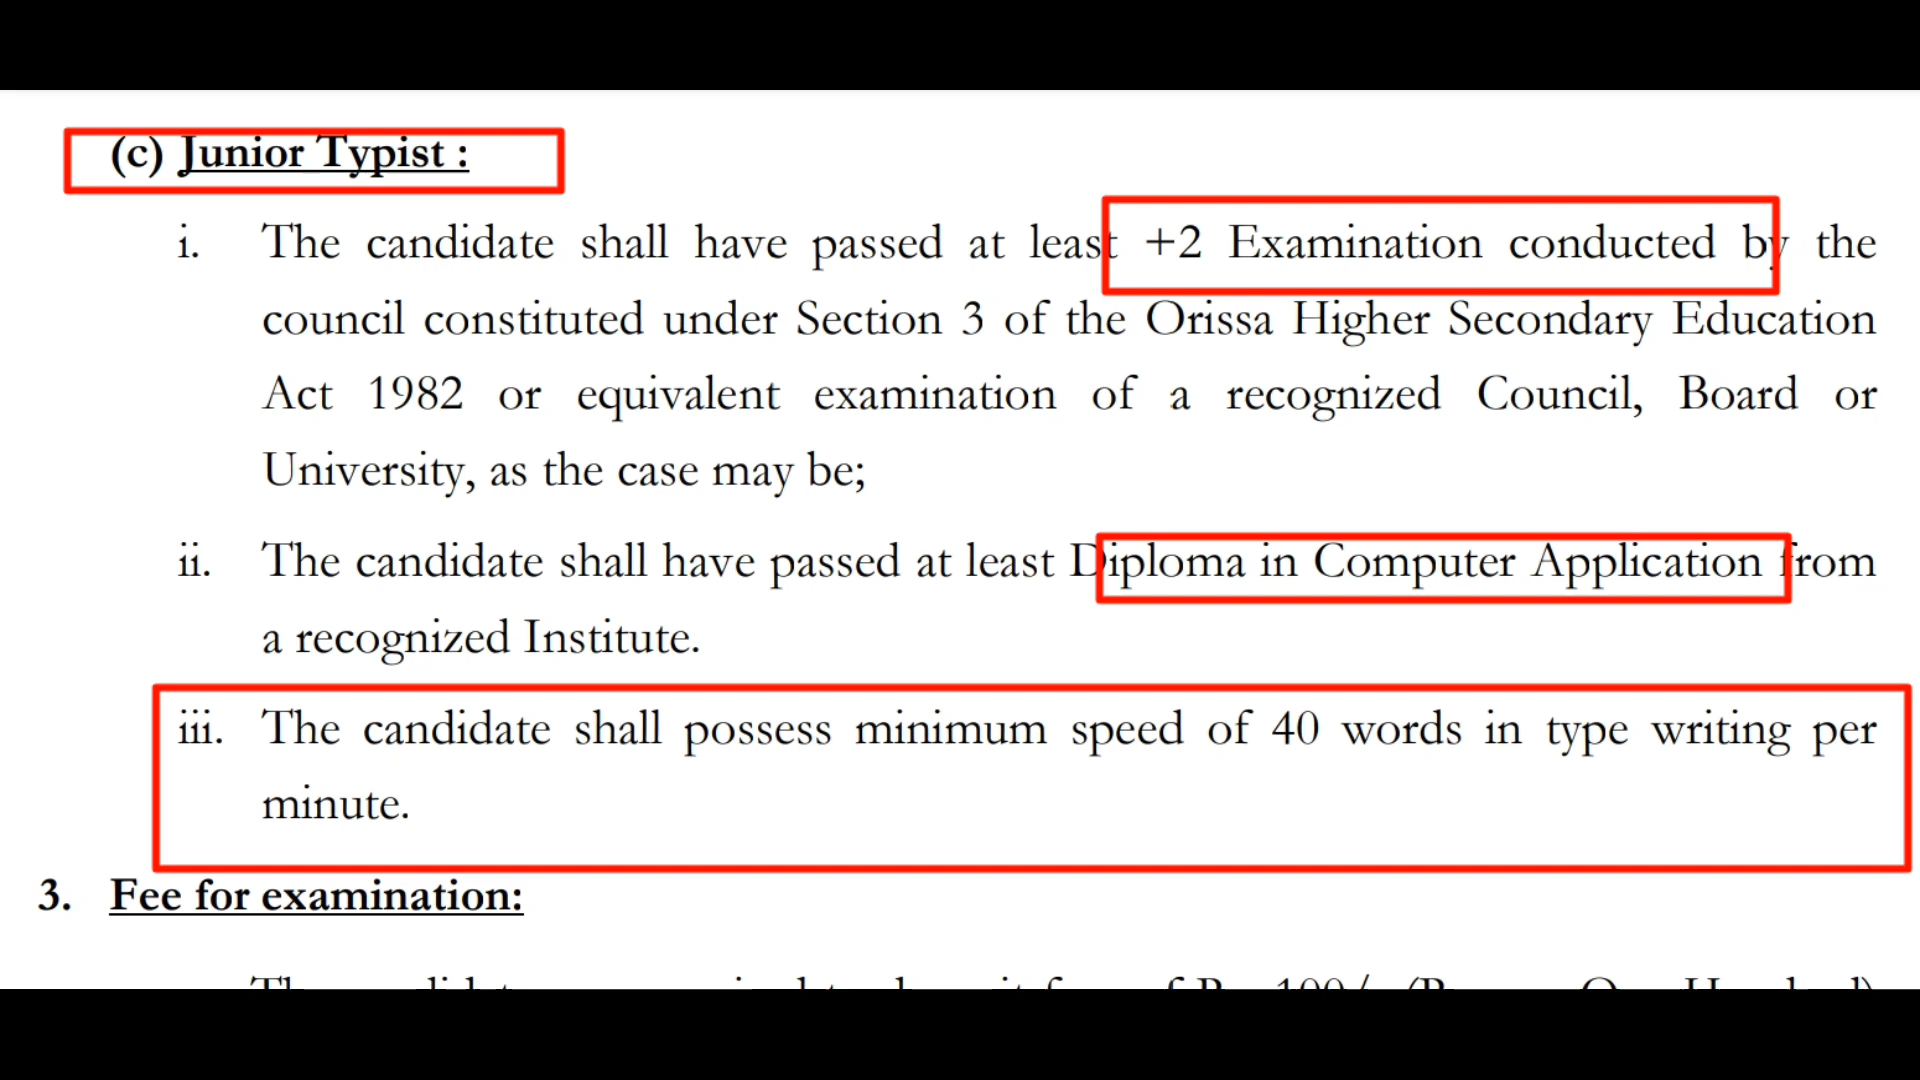 (c) Junior Typist :
i. The candidate shall have passed at least +2 Examination conducted by the
council constituted under Section 3 of the Orissa Higher Secondary Education
Act 1982 or equivalent examination of a recognized Council, Board or
University, as the case may be;
ii. The candidate shall have passed at least Diploma in Computer Application from
a recognized Institute.
iii. The candidate shall possess minimum speed of 40 words in type writing per
minute.
3. Fee for examination: